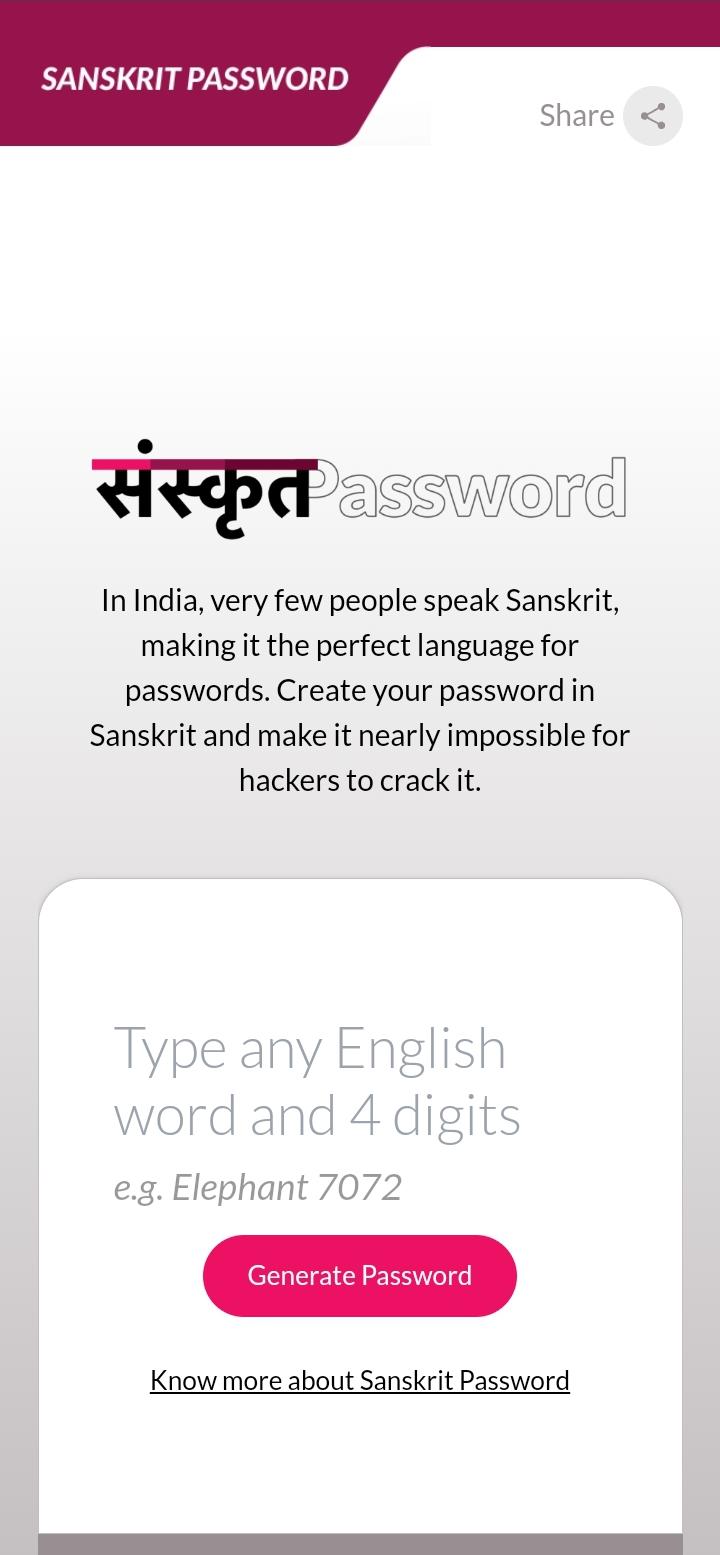 SANSKRIT PASSWORD
Share
संस्कृतPassword
In India, very few people speak Sanskrit,
making it the perfect language for
passwords. Create your password in
Sanskrit and make it nearly impossible for
hackers to crack it.
Type any English
word and 4 digits
e.g. Elephant 7072
Generate Password
Know more about Sanskrit Password